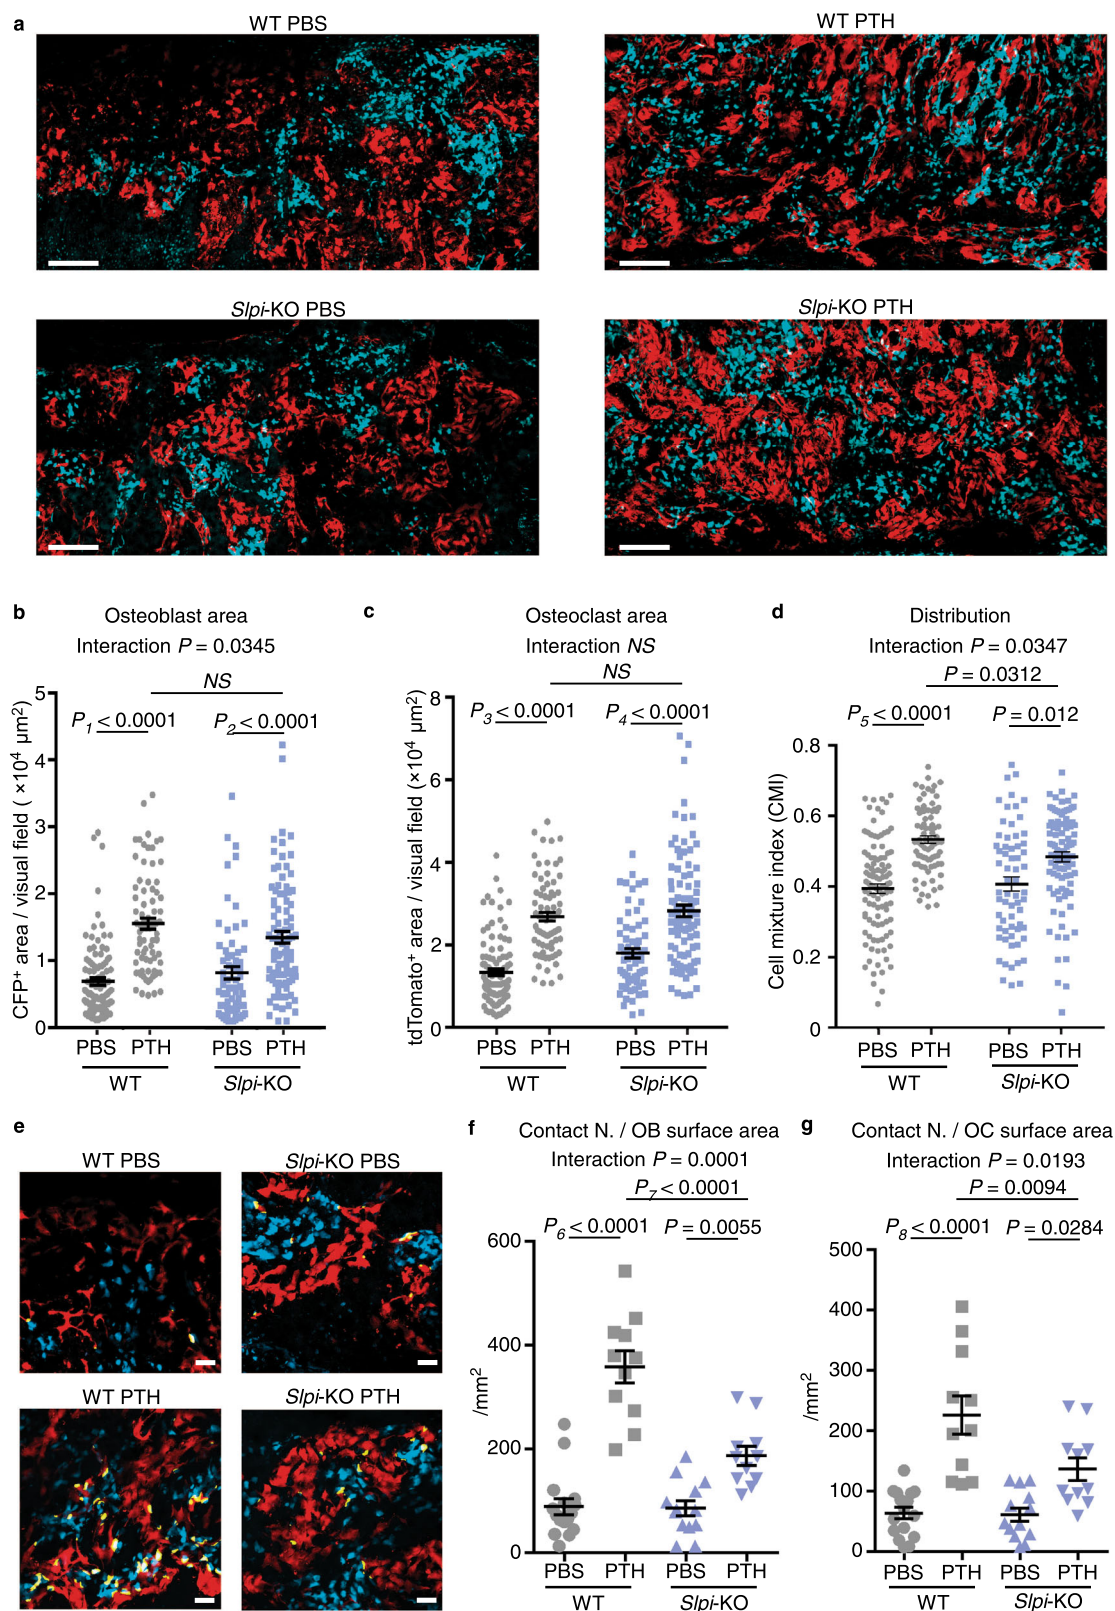 a
WT PBS
WT PTH
Slpi-KO PBS
Slpi-KO PTH
b
Osteoblast area
Interaction P = 0.0345
NS
P1 < 0.0001
P2 < 0.0001
CFP+ area / visual field ( ×10⁴ µm²)
5
4
3
2
1
0
PBS PTH PBS PTH
WT Slpi-KO
c
Osteoclast area
Interaction NS
NS
P3 < 0.0001
P4 < 0.0001
tdTomato+ area / visual field (×10⁴ µm²)
8
6
4
2
0
PBS PTH PBS PTH
WT Slpi-KO
d
Distribution
Interaction P = 0.0347
P = 0.0312
P5 < 0.0001
P = 0.012
Cell mixture index (CMI)
0.8
0.6
0.4
0.2
0
PBS PTH PBS PTH
WT Slpi-KO
e
WT PBS
Slpi-KO PBS
WT PTH
Slpi-KO PTH
f
Contact N. / OB surface area
Interaction P = 0.0001
P7 < 0.0001
P6 < 0.0001
P = 0.0055
/mm²
600
400
200
0
PBS PTH PBS PTH
WT Slpi-KO
g
Contact N. / OC surface area
Interaction P = 0.0193
P = 0.0094
P8 < 0.0001
P = 0.0284
/mm²
500
400
300
200
100
0
PBS PTH PBS PTH
WT Slpi-KO